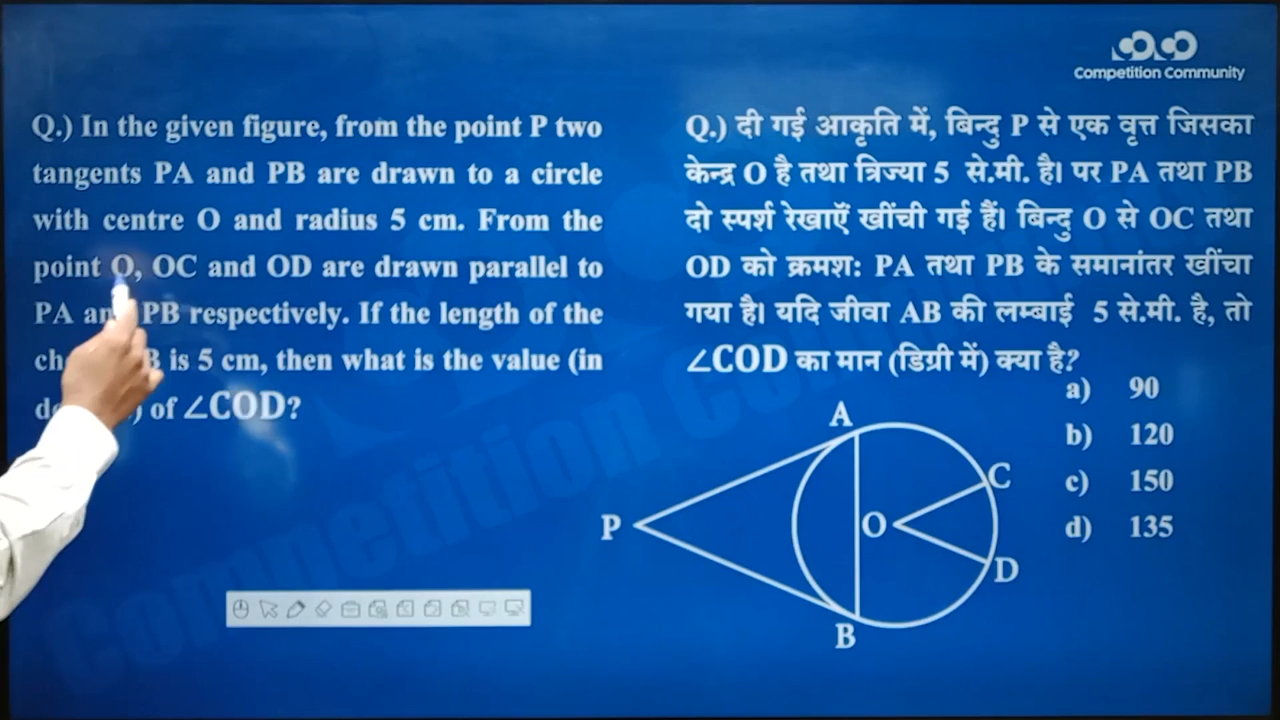 Competition Community
Q.) In the given figure, from the point P two
tangents PA and PB are drawn to a circle
with centre O and radius 5 cm. From the
point O, OC and OD are drawn parallel to
PA PB respectively. If the length of the
is 5 cm, then what is the value (in
of ∠COD?
Q.) दी गई आकृति में, बिन्दु P से एक वृत्त जिसका
केन्द्र O है तथा त्रिज्या 5 से.मी. है। पर PA तथा PB
दो स्पर्श रेखाएँ खींची गई हैं। बिन्दु O से OC तथा
OD को क्रमश: PA तथा PB के समानांतर खींचा
गया है। यदि जीवा AB की लम्बाई 5 से.मी. है, तो
∠COD का मान (डिग्री में) क्या है?
a) 90
b) 120
c) 150
d) 135
A
C
P
O
D
B
Competition Community